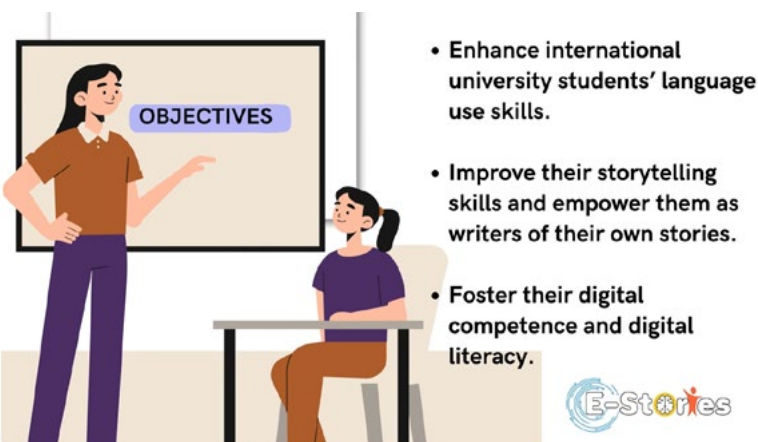 OBJECTIVES
• Enhance international
university students’ language
use skills.
• Improve their storytelling
skills and empower them as
writers of their own stories.
• Foster their digital
competence and digital
literacy.
E-Stories